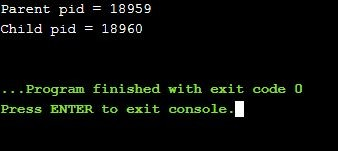 Parent pid = 18959
Child pid = 18960
...Program finished with exit code 0
Press ENTER to exit console.